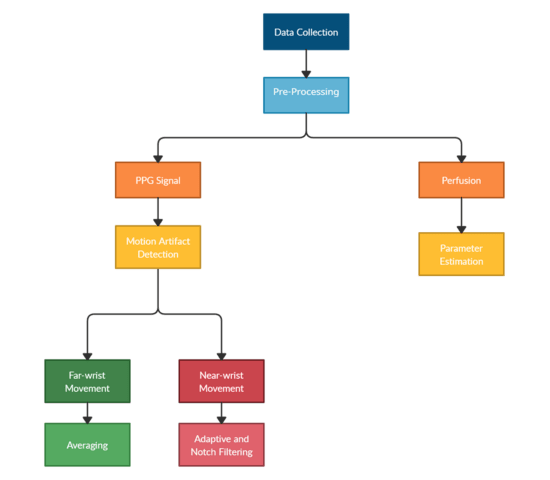 Data Collection
Pre-Processing
PPG Signal
Perfusion
Motion Artifact
Detection
Parameter
Estimation
Far-wrist
Movement
Near-wrist
Movement
Averaging
Adaptive and
Notch Filtering